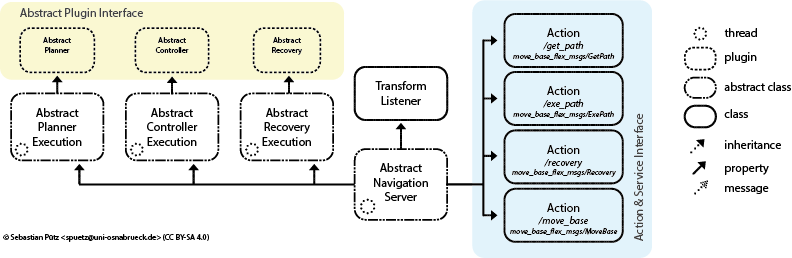 Abstract Plugin Interface
Abstract
Planner
Abstract
Controller
Abstract
Recovery
Abstract
Planner
Execution
Abstract
Controller
Execution
Abstract
Recovery
Execution
Transform
Listener
Abstract
Navigation
Server
Action
/get_path
move_base_flex_msgs/GetPath
Action
/exe_path
move_base_flex_msgs/ExePath
Action
/recovery
move_base_flex_msgs/Recovery
Action
/move_base
move_base_flex_msgs/MoveBase
Action & Service Interface
thread
plugin
abstract class
class
inheritance
property
message
© Sebastian Pütz <spuetz@uni-osnabrueck.de> (CC BY-SA 4.0)